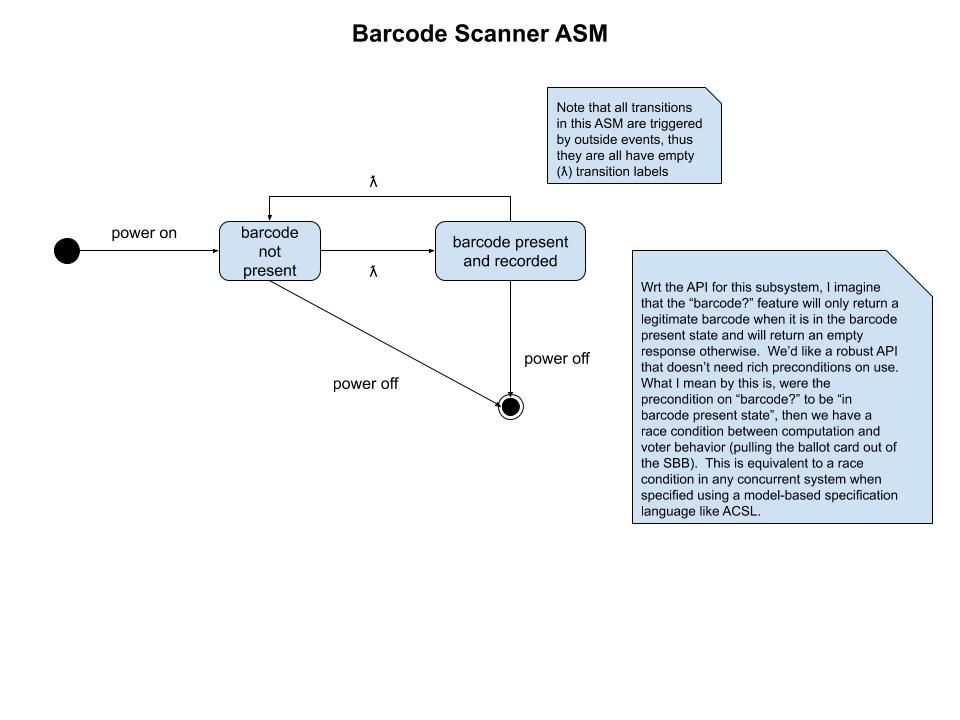 Barcode Scanner ASM
Note that all transitions
in this ASM are triggered
by outside events, thus
they are all have empty
(ƛ) transition labels
ƛ
power on
barcode
not
present
barcode present
and recorded
ƛ
power off
power off
Wrt the API for this subsystem, I imagine
that the “barcode?” feature will only return a
legitimate barcode when it is in the barcode
present state and will return an empty
response otherwise.  We’d like a robust API
that doesn’t need rich preconditions on use.
What I mean by this is, were the
precondition on “barcode?” to be “in
barcode present state”, then we have a
race condition between computation and
voter behavior (pulling the ballot card out of
the SBB).  This is equivalent to a race
condition in any concurrent system when
specified using a model-based specification
language like ACSL.